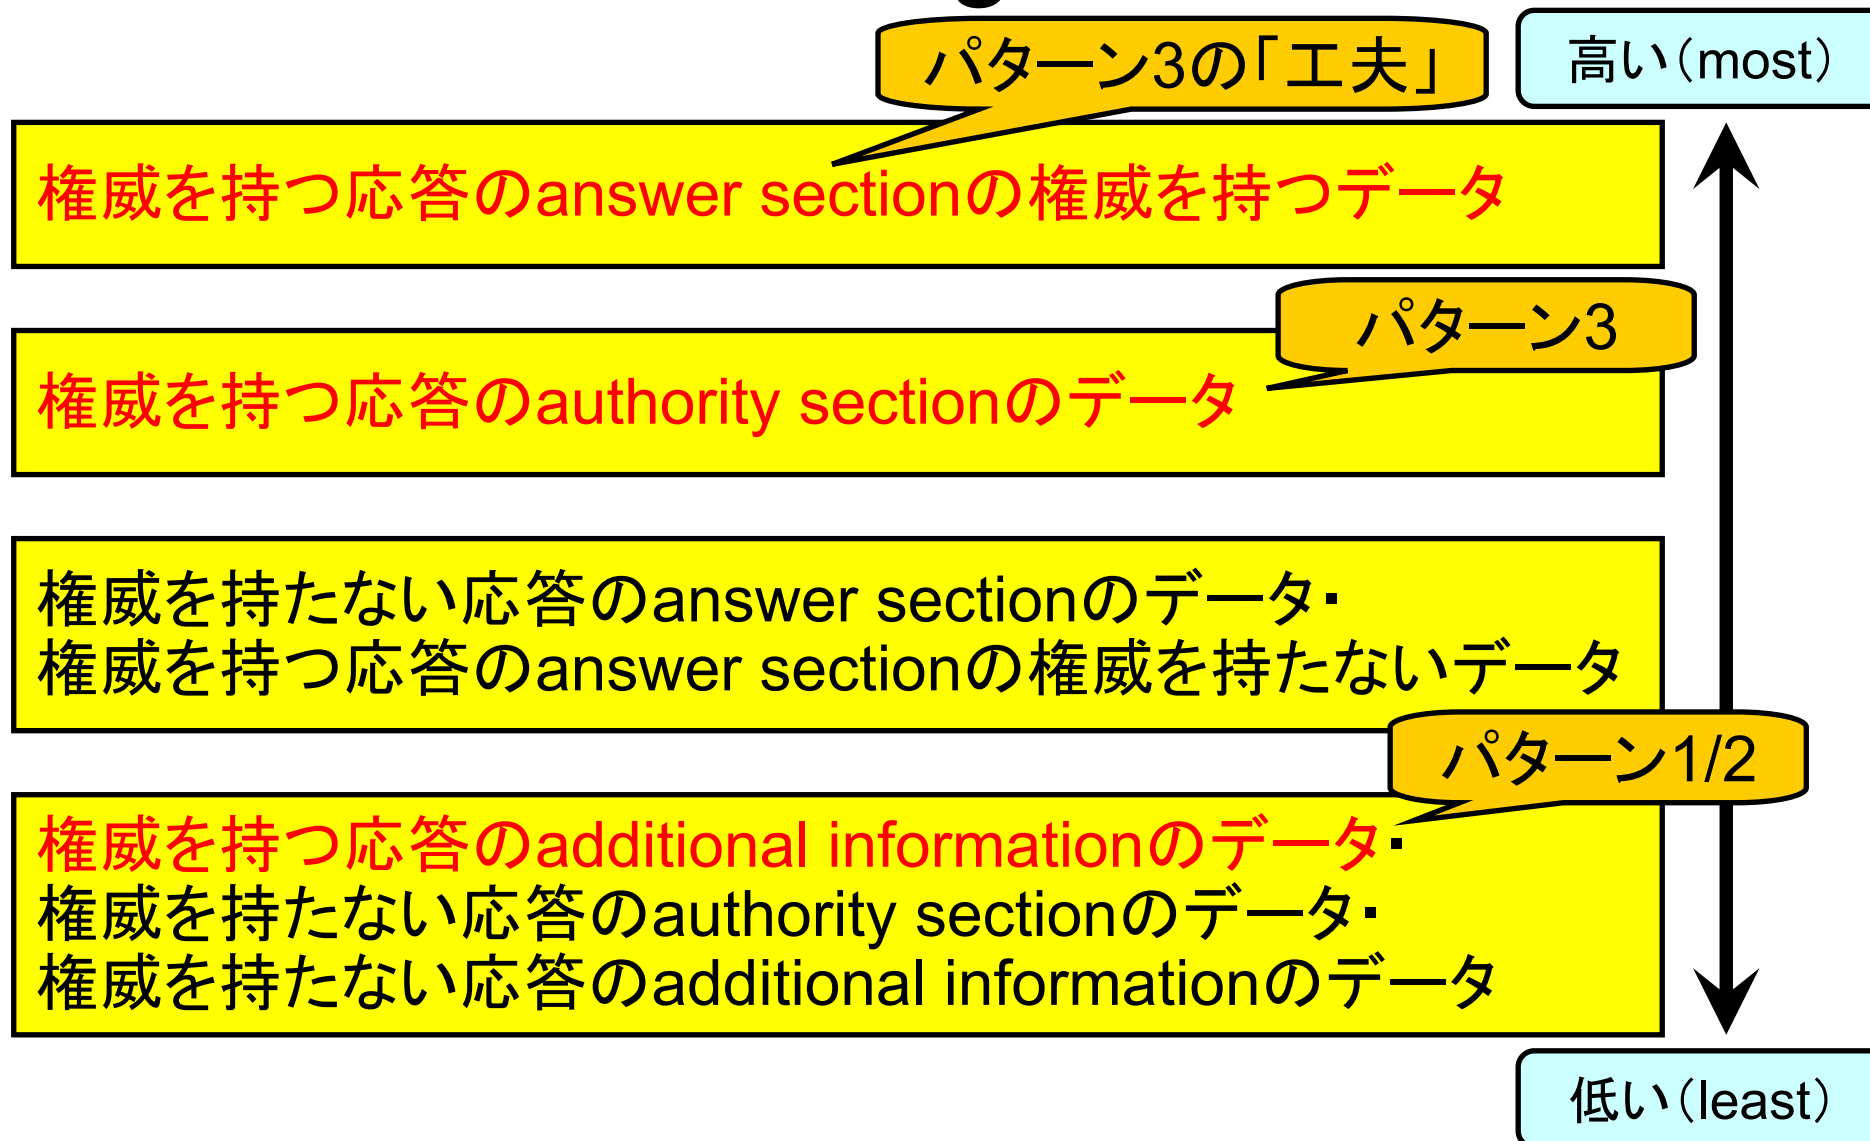 パターン3の「工夫」
高い（most）
権威を持つ応答のanswer sectionの権威を持つデータ
パターン3
権威を持つ応答のauthority sectionのデータ
権威を持たない応答のanswer sectionのデータ・
権威を持つ応答のanswer sectionの権威を持たないデータ
パターン1/2
権威を持つ応答のadditional informationのデータ・
権威を持たない応答のauthority sectionのデータ・
権威を持たない応答のadditional informationのデータ
低い（least）